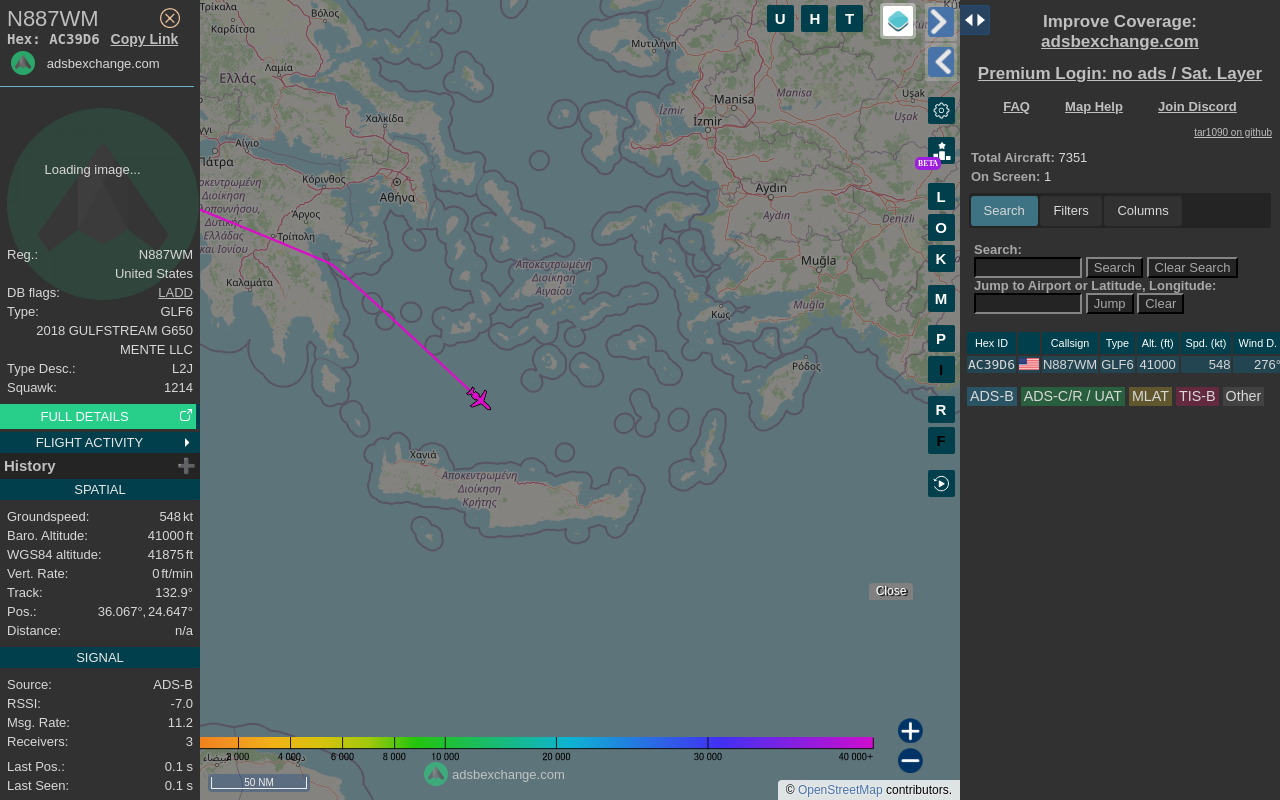 N887WM
Hex: AC39D6 Copy Link
adsbexchange.com
Loading image...
Reg.: N887WM
United States
DB flags: LADD
Type: GLF6
2018 GULFSTREAM G650
MENTE LLC
Type Desc.: L2J
Squawk: 1214
FULL DETAILS
FLIGHT ACTIVITY
History
SPATIAL
Groundspeed: 548 kt
Baro. Altitude: 41000 ft
WGS84 altitude: 41875 ft
Vert. Rate: 0 ft/min
Track: 132.9°
Pos.: 36.067°, 24.647°
Distance: n/a
SIGNAL
Source: ADS-B
RSSI: -7.0
Msg. Rate: 11.2
Receivers: 3
Last Pos.: 0.1 s
Last Seen: 0.1 s
Τρίκαλα
Καρδίτσα
Βόλος
Ελλάς
Λαμία
Χαλκίδα
Αίγιο
Πάτρα
Κόρινθος
Αθήνα
Άργος
Τρίπολη
Καλαμάτα
Αποκεντρωμένη
Διοίκηση
Αιγαίου
Μυτιλήνη
İzmir
İzmir
Manisa
Manisa
Uşak
Uşak
Aydın
Aydın
Denizli
Muğla
Muğla
Κως
Ρόδος
Χανιά
Αποκεντρωμένη
Διοίκηση
Κρήτης
U H T
BETA
L
O
K
M
P
I
R
F
Close
2 000 4 000 6 000 8 000 10 000 20 000 30 000 40 000+
البيضاء
درنة
50 NM
adsbexchange.com
© OpenStreetMap contributors.
Improve Coverage:
adsbexchange.com
Premium Login: no ads / Sat. Layer
FAQ Map Help Join Discord
tar1090 on github
Total Aircraft: 7351
On Screen: 1
Search Filters Columns
Search:
Search Clear Search
Jump to Airport or Latitude, Longitude:
Jump Clear
Hex ID Callsign Type Alt. (ft) Spd. (kt) Wind D.
AC39D6 N887WM GLF6 41000 548 276°
ADS-B ADS-C/R / UAT MLAT TIS-B Other